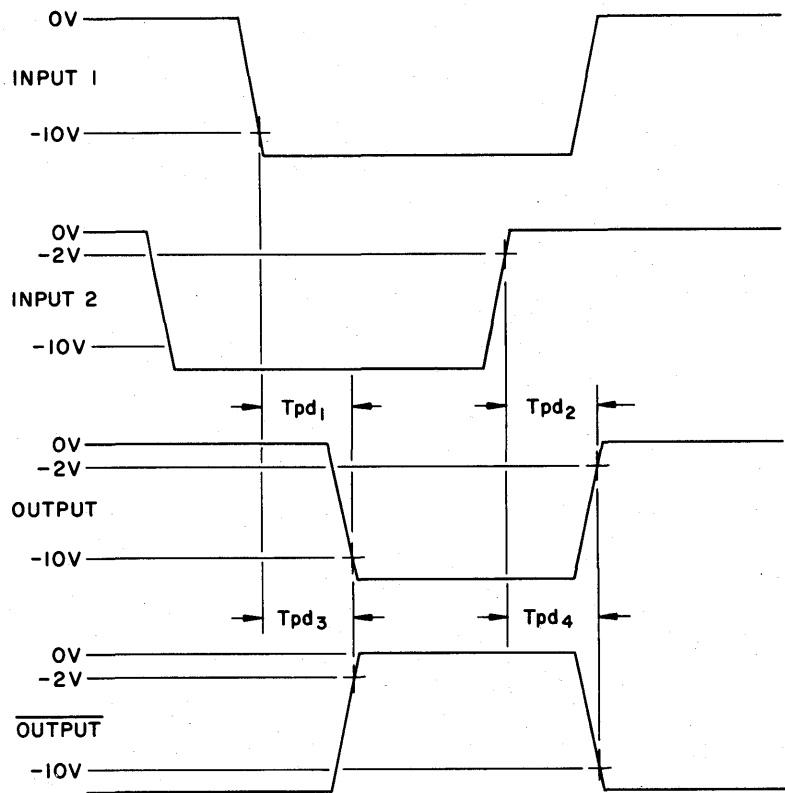 0V
INPUT 1
-10V
0V
-2V
INPUT 2
-10V
Tpd₁ Tpd₂
0V
-2V
OUTPUT
-10V
Tpd₃ Tpd₄
0V
-2V
OUTPUT
-10V